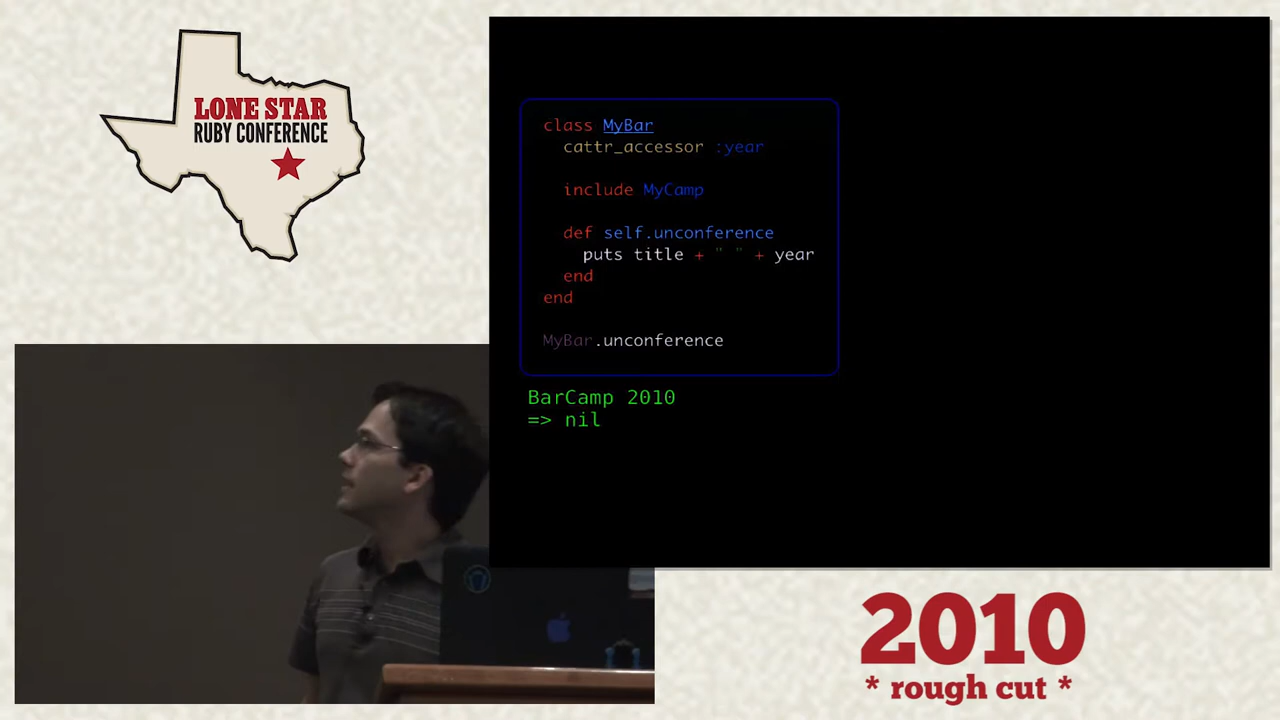 LONE STAR
RUBY CONFERENCE
class MyBar
  cattr_accessor :year
  include MyCamp
  def self.unconference
    puts title + " " + year
  end
end
MyBar.unconference
BarCamp 2010
=> nil
2010
* rough cut *